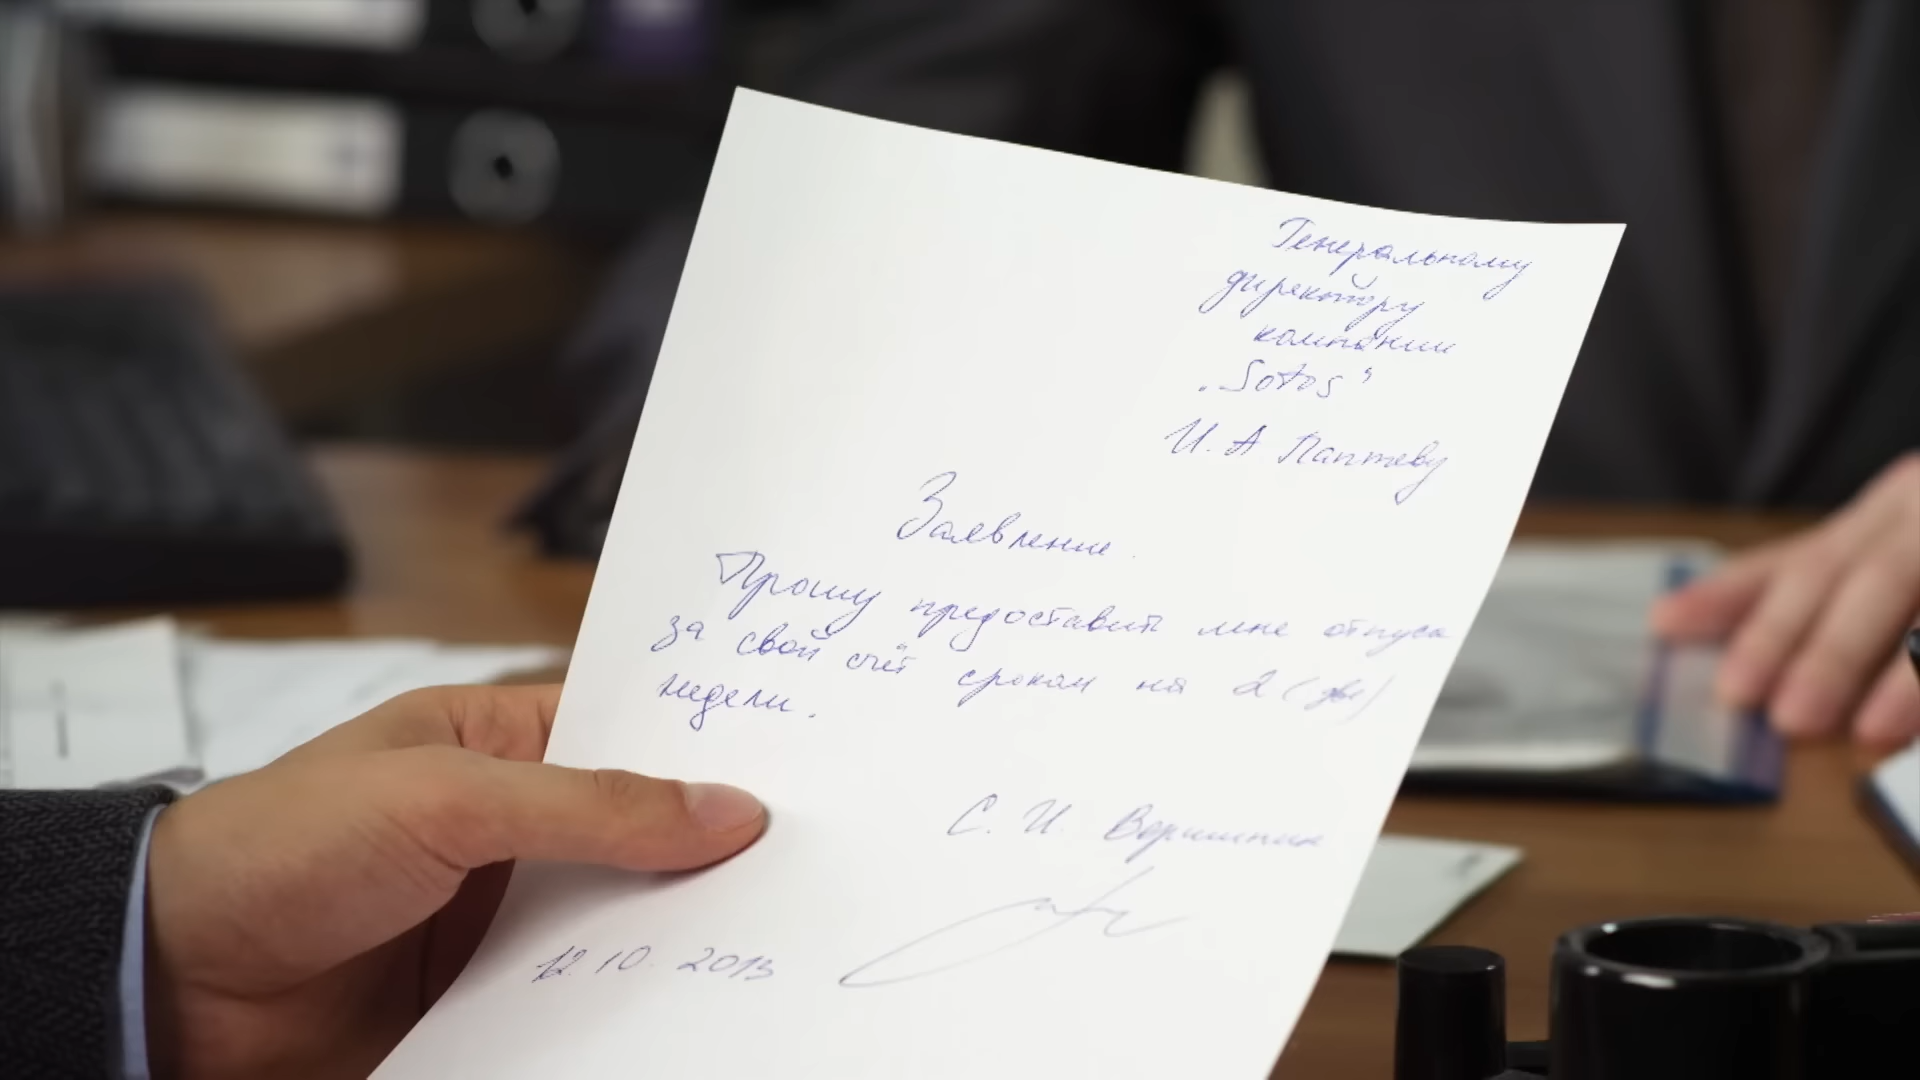 Генеральному
директору
компании
„Sotos"
И. А Лаптеву
Заявление.
Прошу предоставить мне отпуск
за свой счёт сроком на 2 (две)
недели.
С. И.
12.10.2013